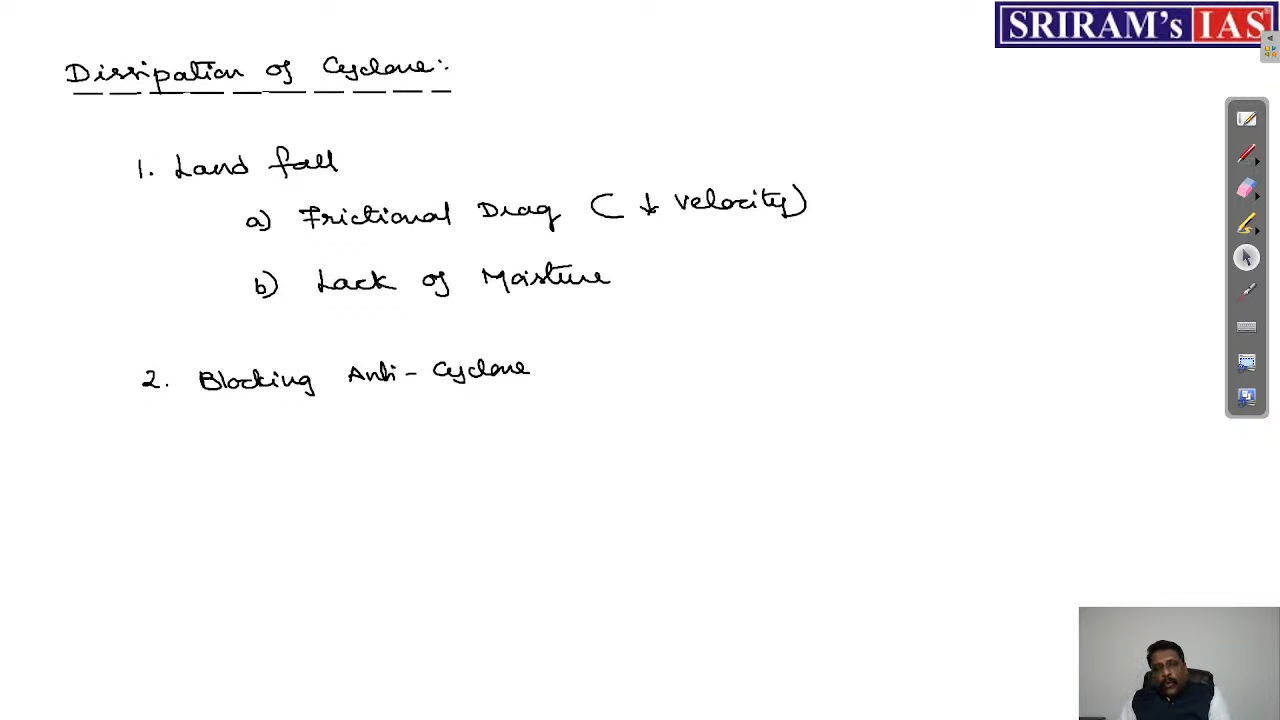 SRIRAM's IAS
Dissipation of Cyclone:
1. Land fall
a) Frictional Drag (↓ velocity)
b) Lack of Moisture
2. Blocking Anti-Cyclone